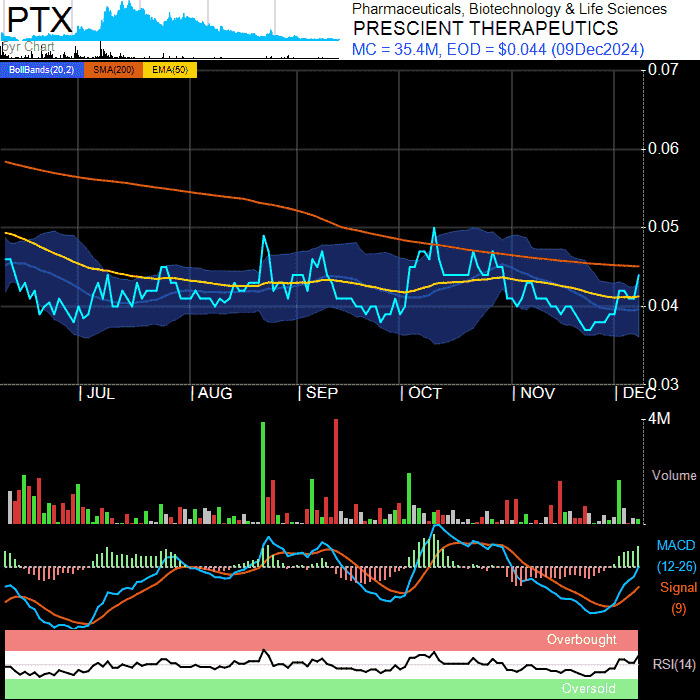 PTX
byr Chart
Pharmaceuticals, Biotechnology & Life Sciences
PRESCIENT THERAPEUTICS
MC = 35.4M, EOD = $0.044 (09Dec2024)
BollBands(20,2) SMA(200) EMA(50)
0.07
0.06
0.05
0.04
0.03
JUL AUG SEP OCT NOV DEC
4M
Volume
MACD
(12-26)
Signal
(9)
Overbought
RSI(14)
Oversold